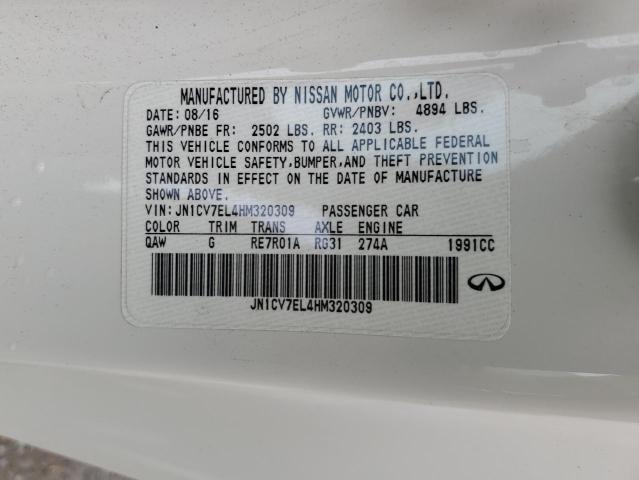 MANUFACTURED BY NISSAN MOTOR CO.,LTD.
DATE: 08/16 GVWR/PNBV: 4894 LBS.
GAWR/PNBE FR: 2502 LBS. RR: 2403 LBS.
THIS VEHICLE CONFORMS TO ALL APPLICABLE FEDERAL
MOTOR VEHICLE SAFETY,BUMPER,AND THEFT PREVENTION
STANDARDS IN EFFECT ON THE DATE OF MANUFACTURE
SHOWN ABOVE.
VIN: JN1CV7EL4HM320309 PASSENGER CAR
COLOR TRIM TRANS AXLE ENGINE
QAW G RE7R01A RG31 274A 1991CC
JN1CV7EL4HM320309